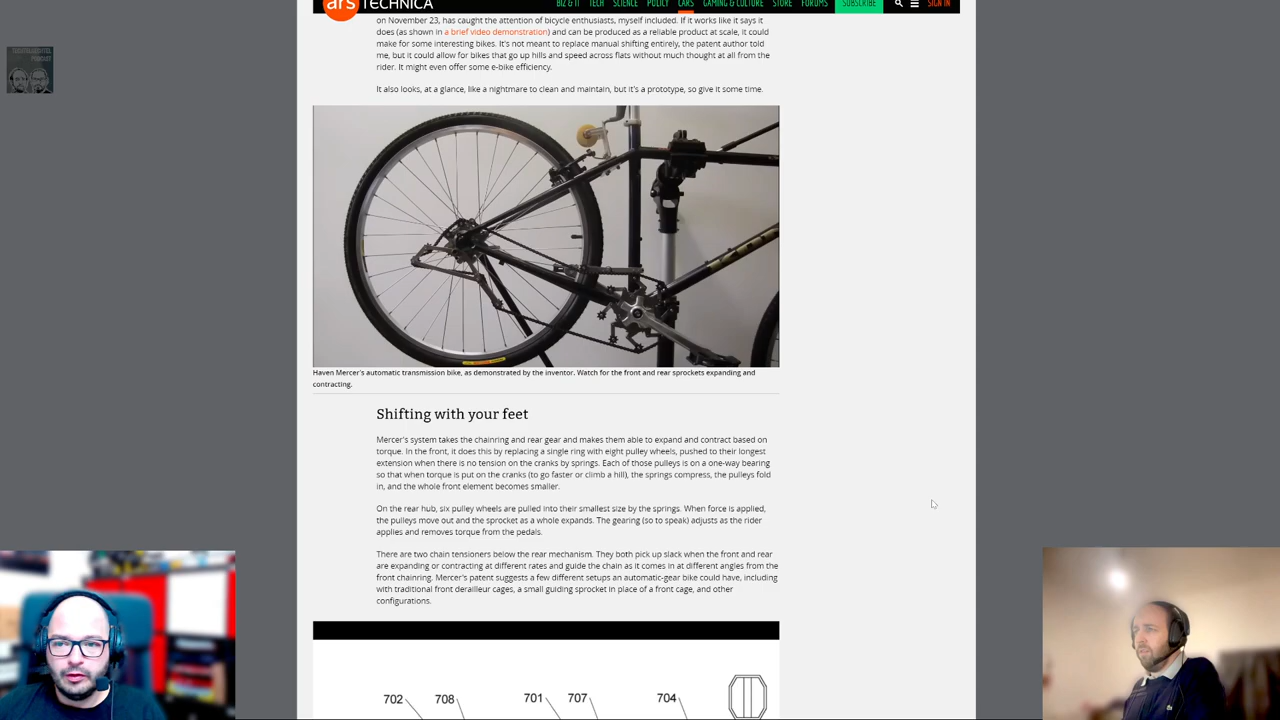 ars TECHNICA
BIZ & IT TECH SCIENCE POLICY CARS GAMING & CULTURE STORE FORUMS SUBSCRIBE SIGN IN
on November 23, has caught the attention of bicycle enthusiasts, myself included. If it works like it says it
does (as shown in a brief video demonstration) and can be produced as a reliable product at scale, it could
make for some interesting bikes. It's not meant to replace manual shifting entirely, the patent author told
me, but it could allow for bikes that go up hills and speed across flats without much thought at all from the
rider. It might even offer some e-bike efficiency.
It also looks, at a glance, like a nightmare to clean and maintain, but it's a prototype, so give it some time.
Haven Mercer's automatic transmission bike, as demonstrated by the inventor. Watch for the front and rear sprockets expanding and
contracting.
Shifting with your feet
Mercer's system takes the chainring and rear gear and makes them able to expand and contract based on
torque. In the front, it does this by replacing a single ring with eight pulley wheels, pushed to their longest
extension when there is no tension on the cranks by springs. Each of those pulleys is on a one-way bearing
so that when torque is put on the cranks (to go faster or climb a hill), the springs compress, the pulleys fold
in, and the whole front element becomes smaller.
On the rear hub, six pulley wheels are pulled into their smallest size by the springs. When force is applied,
the pulleys move out and the sprocket as a whole expands. The gearing (so to speak) adjusts as the rider
applies and removes torque from the pedals.
There are two chain tensioners below the rear mechanism. They both pick up slack when the front and rear
are expanding or contracting at different rates and guide the chain as it comes in at different angles from the
front chainring. Mercer's patent suggests a few different setups an automatic-gear bike could have, including
with traditional front derailleur cages, a small guiding sprocket in place of a front cage, and other
configurations.
702 708 701 707 704